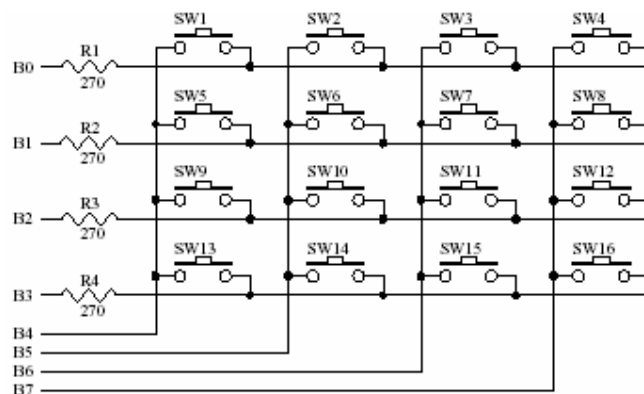 SW1 SW2 SW3 SW4
B0 R1
270
SW5 SW6 SW7 SW8
B1 R2
270
SW9 SW10 SW11 SW12
B2 R3
270
SW13 SW14 SW15 SW16
B3 R4
270
B4
B5
B6
B7